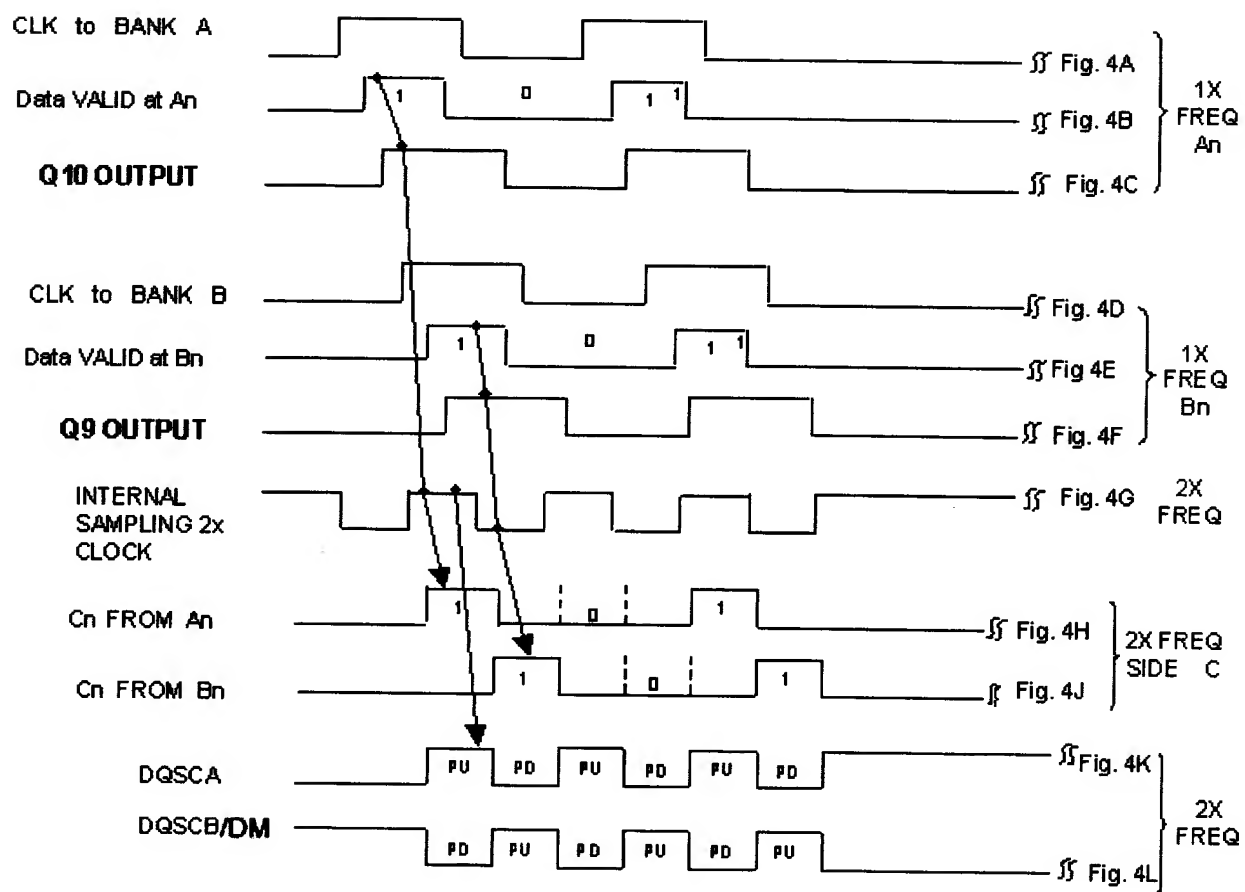 CLK to BANK A
Fig. 4A
Data VALID at An
1 0 1 1
Fig. 4B
Q10 OUTPUT
Fig. 4C
1X
FREQ
An
CLK to BANK B
Fig. 4D
Data VALID at Bn
1 0 1 1
Fig 4E
Q9 OUTPUT
Fig. 4F
1X
FREQ
Bn
INTERNAL
SAMPLING 2x
CLOCK
Fig. 4G
2X
FREQ
Cn FROM An
1 0 1
Fig. 4H
Cn FROM Bn
1 0 1
Fig. 4J
2X FREQ
SIDE C
DQSCA
PU PD PU PD PU PD
Fig. 4K
DQSCB/DM
PD PU PD PU PD PU
Fig. 4L
2X
FREQ